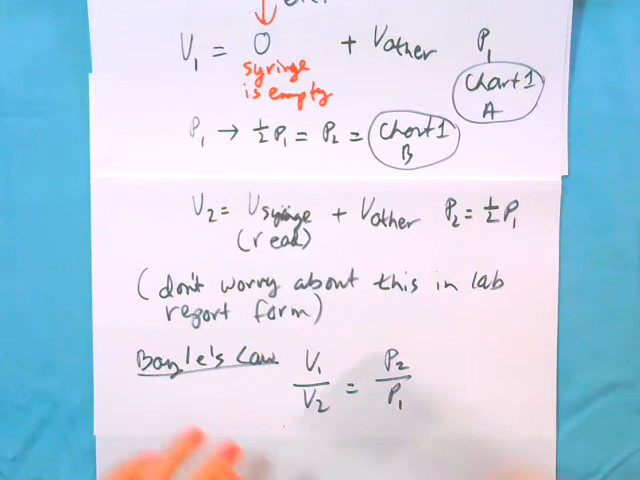 V₁ = 0 + Vother P₁
syringe
is empty
Chart 1
A
P₁ → ½P₁ = P₂ = Chart 1
B
V₂ = Vsyringe + Vother P₂ = ½P₁
(read)
(don't worry about this in lab
report form)
Boyle's Law V₁/V₂ = P₂/P₁